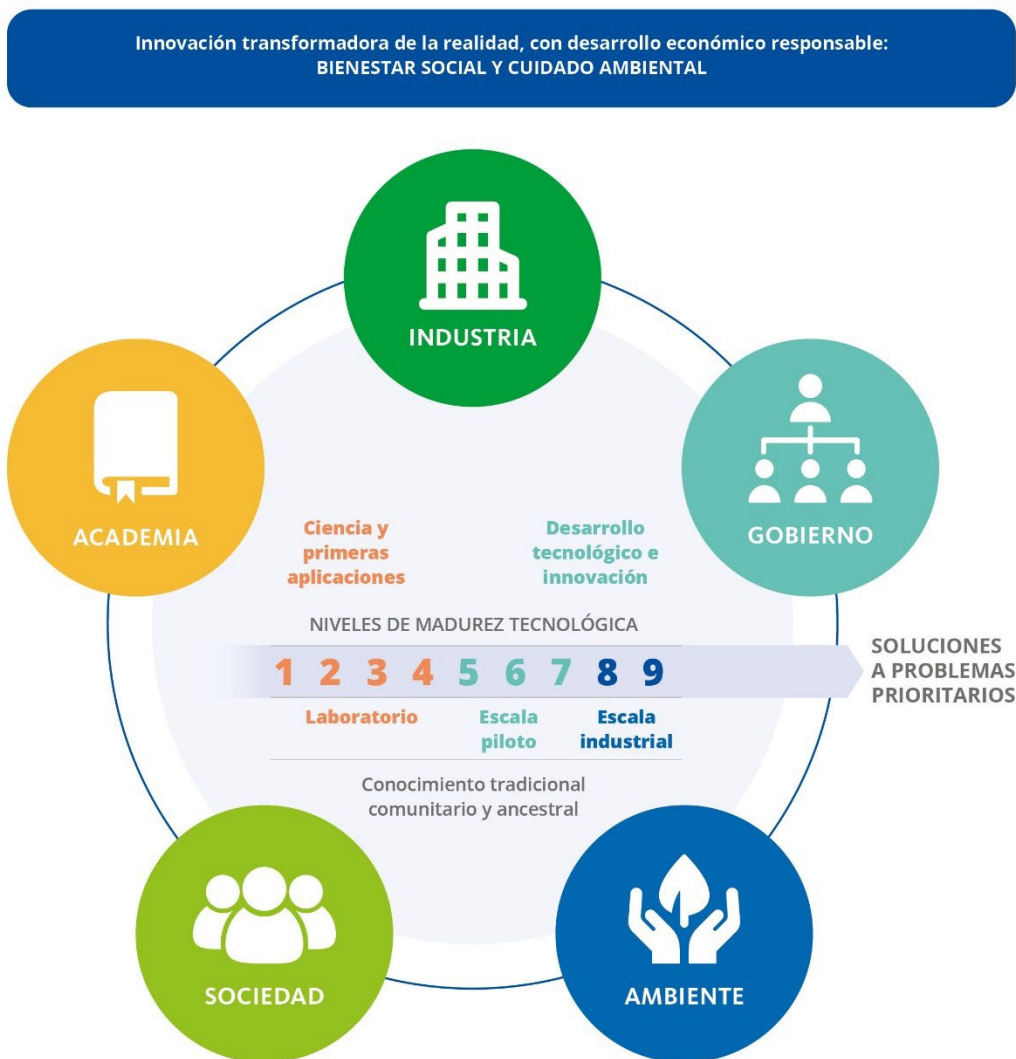 Innovación transformadora de la realidad, con desarrollo económico responsable:
BIENESTAR SOCIAL Y CUIDADO AMBIENTAL
INDUSTRIA
ACADEMIA
GOBIERNO
Ciencia y
primeras
aplicaciones
Desarrollo
tecnológico e
innovación
NIVELES DE MADUREZ TECNOLÓGICA
1 2 3 4 5 6 7 8 9
SOLUCIONES
A PROBLEMAS
PRIORITARIOS
Laboratorio
Escala
piloto
Escala
industrial
Conocimiento tradicional
comunitario y ancestral
SOCIEDAD
AMBIENTE